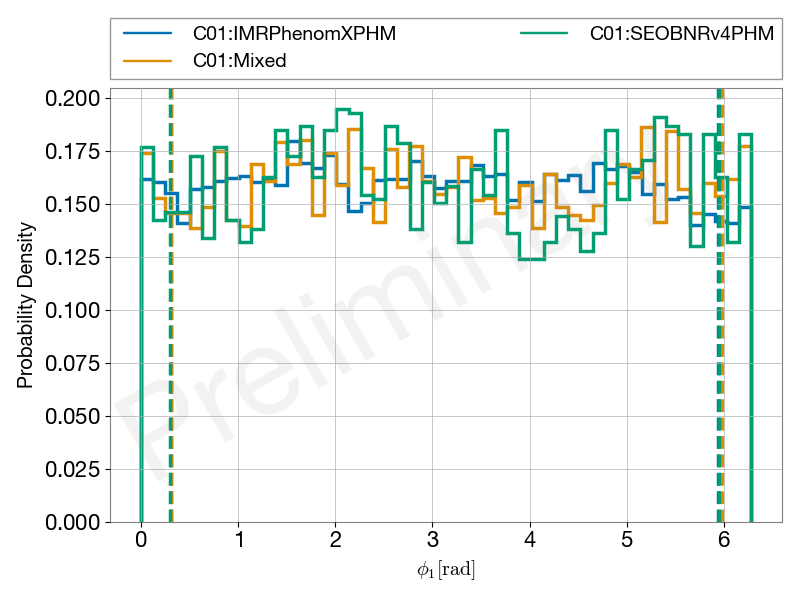 C01:IMRPhenomXPHM
C01:Mixed
C01:SEOBNRv4PHM
0.200
0.175
0.150
0.125
0.100
0.075
0.050
0.025
0.000
Probability Density
Preliminary
0 1 2 3 4 5 6
ϕ₁[rad]